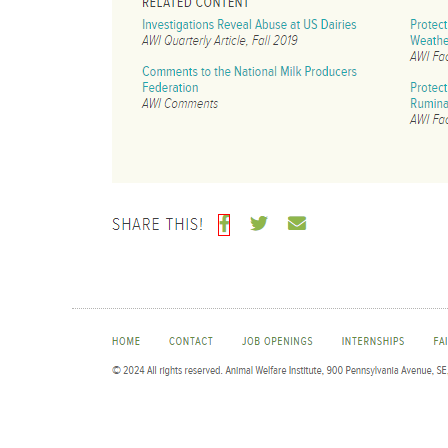 RELATED CONTENT
Investigations Reveal Abuse at US Dairies
AWI Quarterly Article, Fall 2019
Comments to the National Milk Producers
Federation
AWI Comments
Protect
Weathe
AWI Fac
Protect
Rumina
AWI Fac
SHARE THIS!
HOME CONTACT JOB OPENINGS INTERNSHIPS FAI
© 2024 All rights reserved. Animal Welfare Institute, 900 Pennsylvania Avenue, SE,